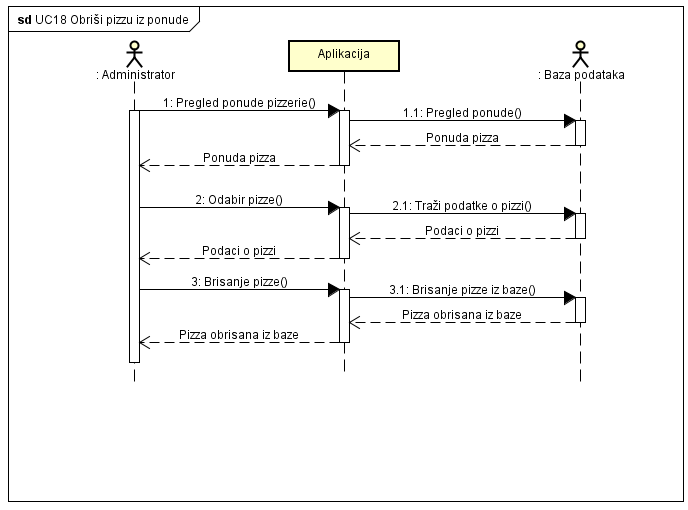 sd UC18 Obriši pizzu iz ponude
: Administrator
Aplikacija
: Baza podataka
1: Pregled ponude pizzerie()
1.1: Pregled ponude()
Ponuda pizza
Ponuda pizza
2: Odabir pizze()
2.1: Traži podatke o pizzi()
Podaci o pizzi
Podaci o pizzi
3: Brisanje pizze()
3.1: Brisanje pizze iz baze()
Pizza obrisana iz baze
Pizza obrisana iz baze